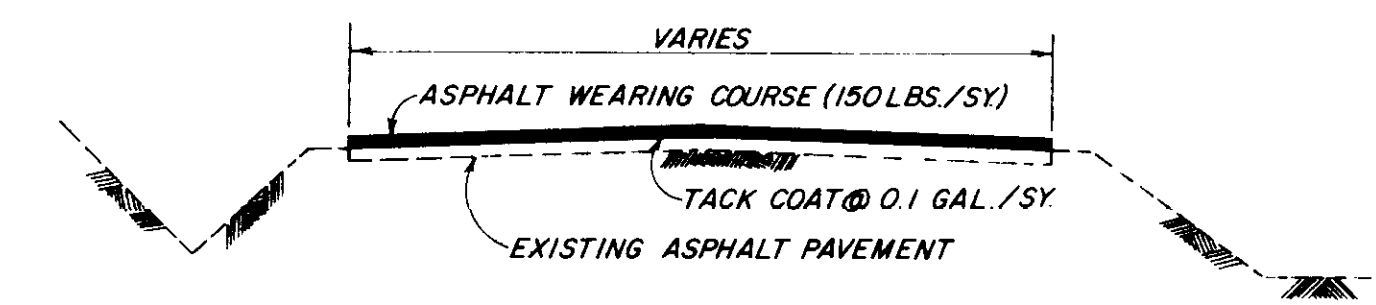 VARIES
ASPHALT WEARING COURSE (150 LBS./SY.)
TACK COAT @ 0.1 GAL./SY.
EXISTING ASPHALT PAVEMENT